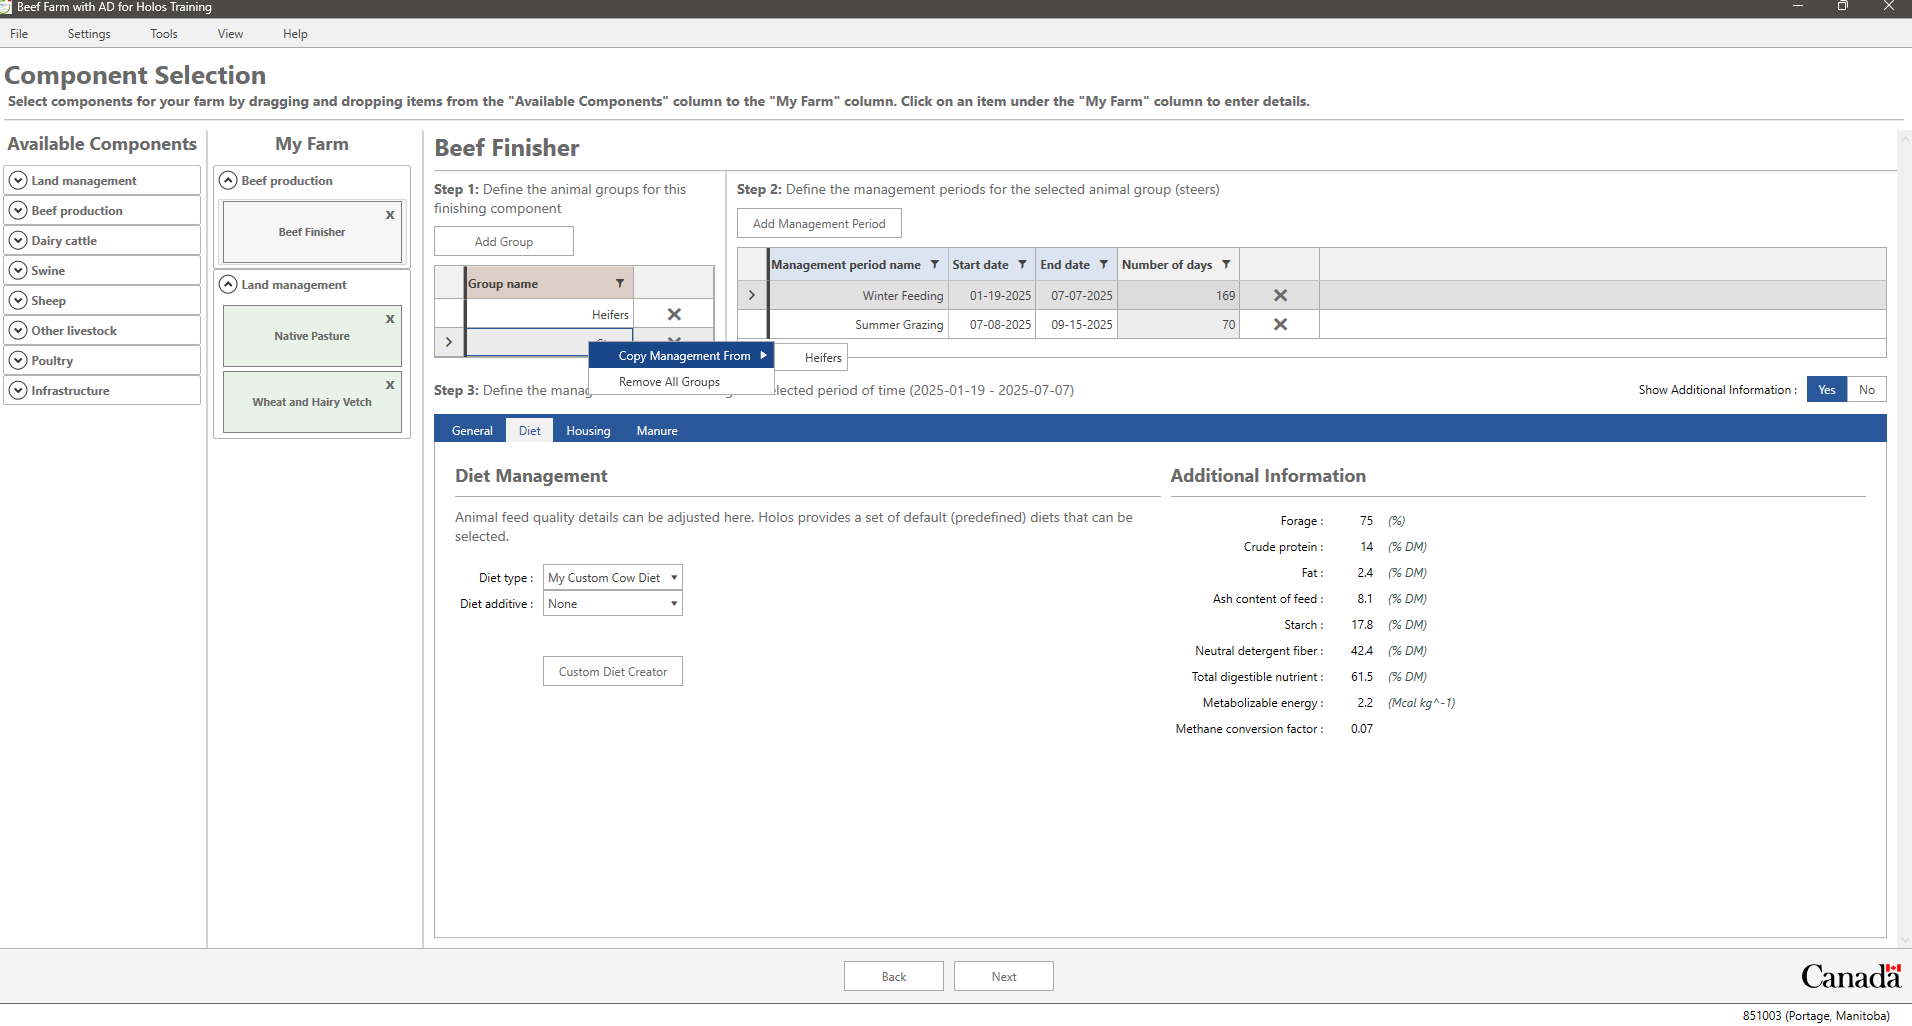 Beef Farm with AD for Holos Training
File Settings Tools View Help
Component Selection
Select components for your farm by dragging and dropping items from the "Available Components" column to the "My Farm" column. Click on an item under the "My Farm" column to enter details.
Available Components
Land management
Beef production
Dairy cattle
Swine
Sheep
Other livestock
Poultry
Infrastructure
My Farm
Beef production
x
Beef Finisher
Land management
x
Native Pasture
x
Wheat and Hairy Vetch
Beef Finisher
Step 1: Define the animal groups for this
finishing component
Add Group
Group name
Heifers
Step 2: Define the management periods for the selected animal group (steers)
Add Management Period
Management period name Start date End date Number of days
Winter Feeding 01-19-2025 07-07-2025 169
Summer Grazing 07-08-2025 09-15-2025 70
Copy Management From
Heifers
Remove All Groups
Step 3: Define the elected period of time (2025-01-19 - 2025-07-07)
Show Additional Information : Yes No
General Diet Housing Manure
Diet Management
Animal feed quality details can be adjusted here. Holos provides a set of default (predefined) diets that can be
selected.
Diet type : My Custom Cow Diet
Diet additive : None
Custom Diet Creator
Additional Information
Forage : 75 (%)
Crude protein : 14 (% DM)
Fat : 2.4 (% DM)
Ash content of feed : 8.1 (% DM)
Starch : 17.8 (% DM)
Neutral detergent fiber : 42.4 (% DM)
Total digestible nutrient : 61.5 (% DM)
Metabolizable energy : 2.2 (Mcal kg^-1)
Methane conversion factor : 0.07
Back Next
Canada
851003 (Portage, Manitoba)